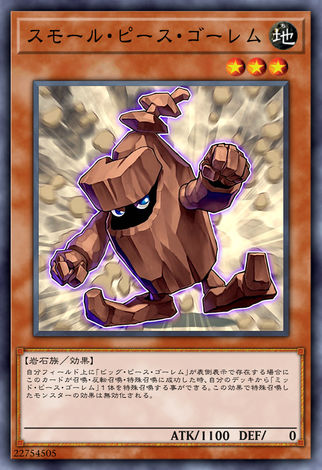 スモール・ピース・ゴーレム
地
ち
【岩石族／効果】
自分フィールド上に「ビッグ・ピース・ゴーレム」が表側表示で存在する場合に
このカードが召喚・反転召喚・特殊召喚に成功した時、自分のデッキから「ミッ
ド・ピース・ゴーレム」1体を特殊召喚する事ができる。この効果で特殊召喚し
たモンスターの効果は無効化される。
ATK/1100 DEF/ 0
22754505